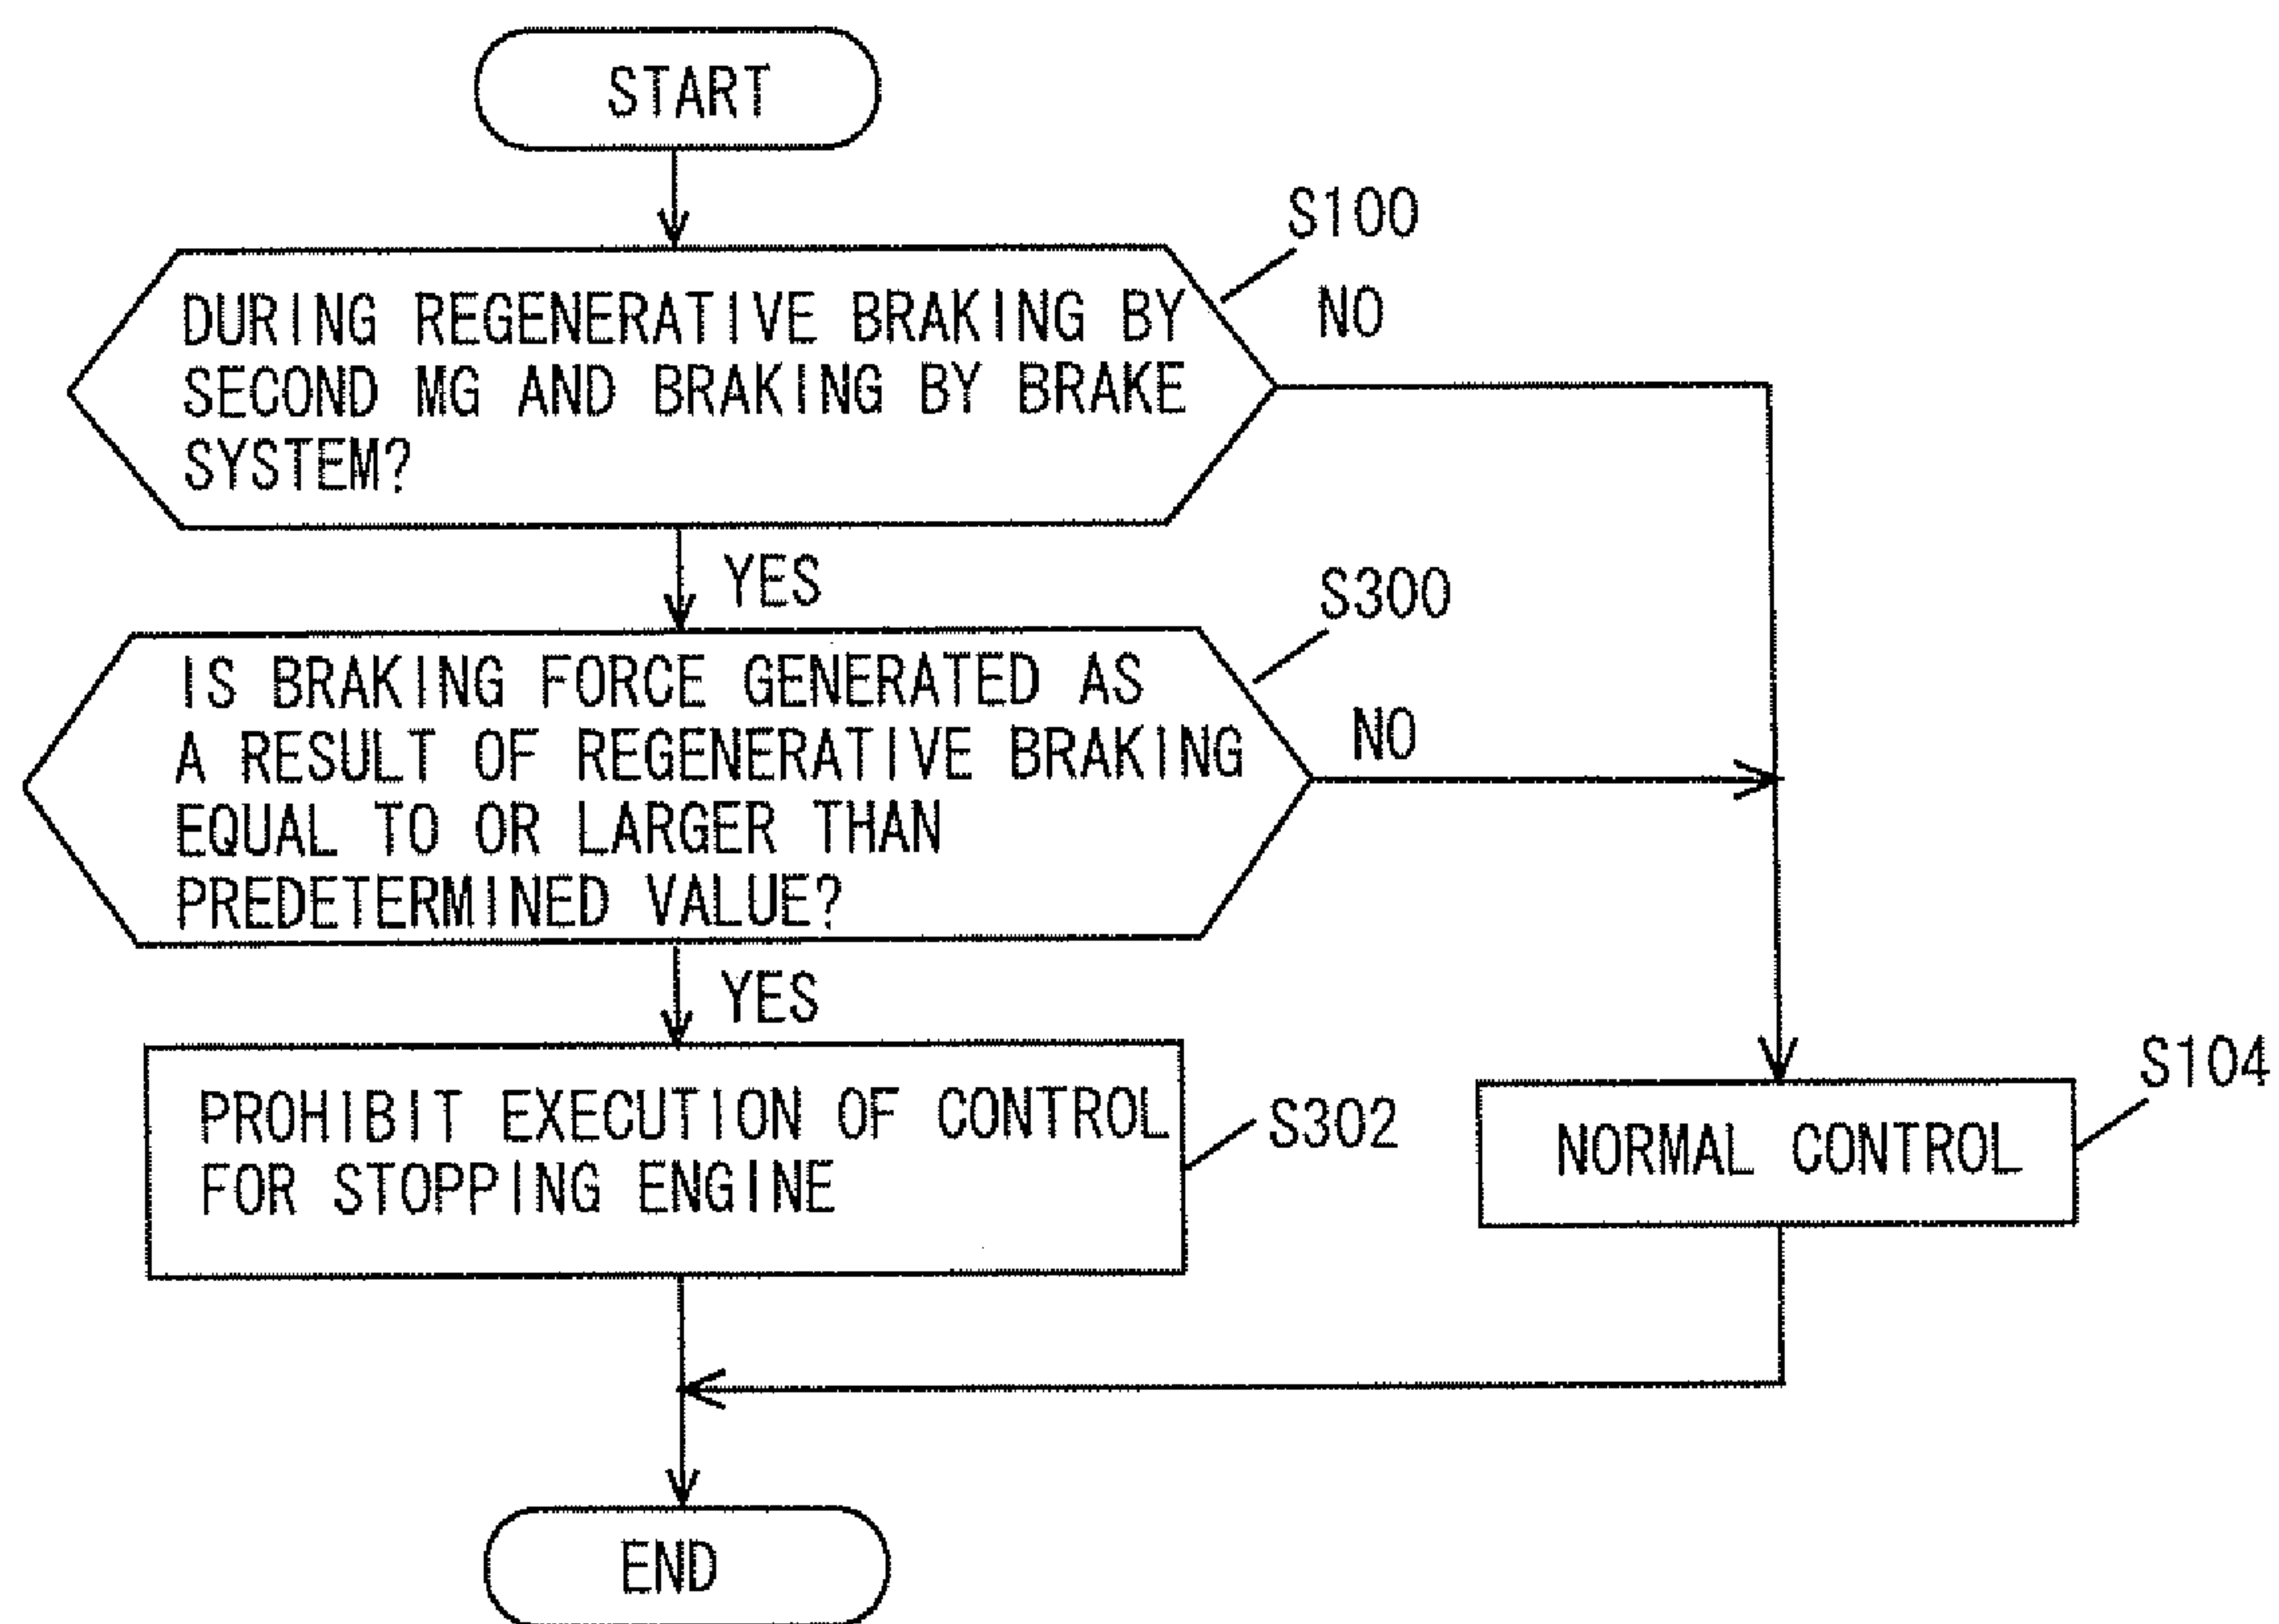 START
S100
DURING REGENERATIVE BRAKING BY
SECOND MG AND BRAKING BY BRAKE
SYSTEM?
NO
YES
S300
IS BRAKING FORCE GENERATED AS
A RESULT OF REGENERATIVE BRAKING
EQUAL TO OR LARGER THAN
PREDETERMINED VALUE?
NO
YES
PROHIBIT EXECUTION OF CONTROL
FOR STOPPING ENGINE
S302
NORMAL CONTROL
S104
END